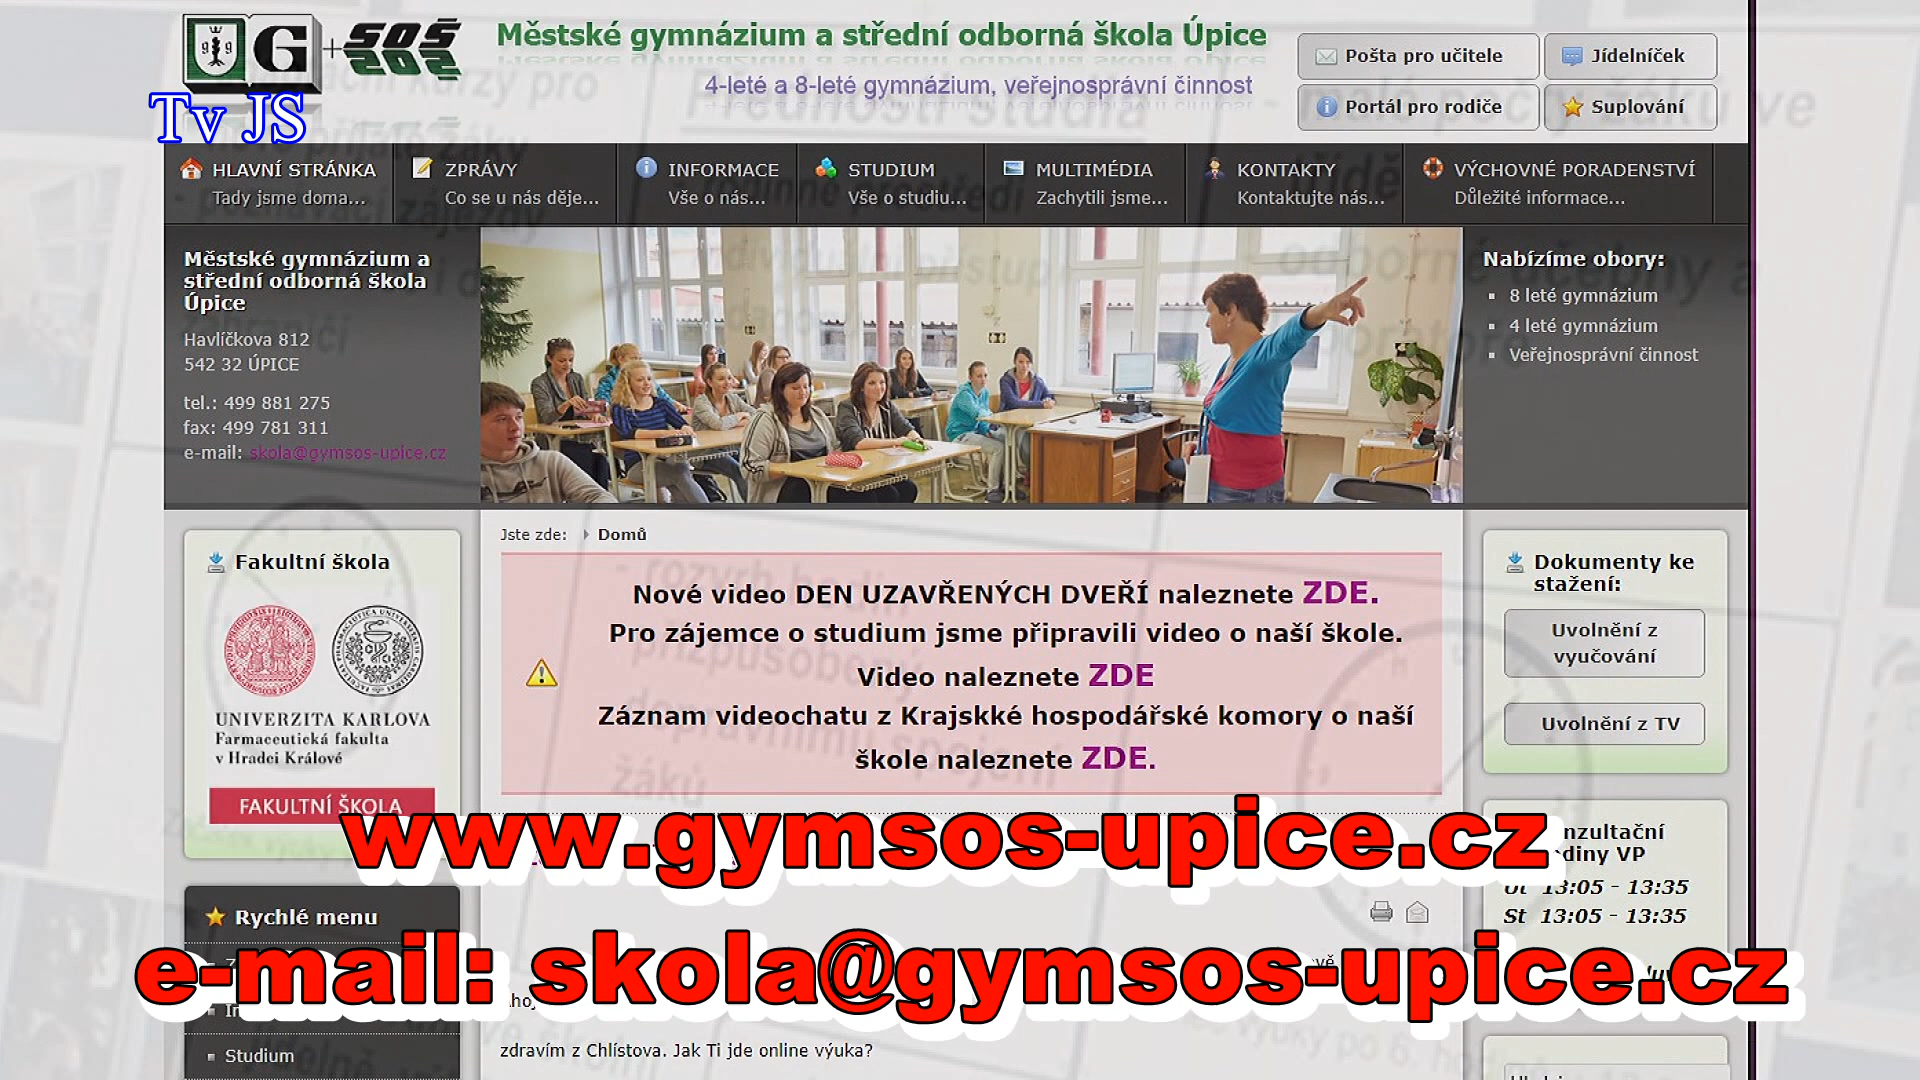 G + SOŠ
Městské gymnázium a střední odborná škola Úpice
4-leté a 8-leté gymnázium, veřejnosprávní činnost
Tv JS
Pošta pro učitele
Jídelníček
Portál pro rodiče
Suplování
HLAVNÍ STRÁNKA
Tady jsme doma...
ZPRÁVY
Co se u nás děje...
INFORMACE
Vše o nás...
STUDIUM
Vše o studiu...
MULTIMÉDIA
Zachytili jsme...
KONTAKTY
Kontaktujte nás...
VÝCHOVNÉ PORADENSTVÍ
Důležité informace...
Městské gymnázium a
střední odborná škola
Úpice
Havlíčkova 812
542 32 ÚPICE
tel.: 499 881 275
fax: 499 781 311
e-mail: skola@gymsos-upice.cz
Nabízíme obory:
8 leté gymnázium
4 leté gymnázium
Veřejnosprávní činnost
Fakultní škola
UNIVERZITA KARLOVA
Farmaceutická fakulta
v Hradci Králové
FAKULTNÍ ŠKOLA
Rychlé menu
Studium
Jste zde: Domů
Nové video DEN UZAVŘENÝCH DVEŘÍ naleznete ZDE.
Pro zájemce o studium jsme připravili video o naší škole.
Video naleznete ZDE
Záznam videochatu z Krajskké hospodářské komory o naší
škole naleznete ZDE.
Dokumenty ke
stažení:
Uvolnění z
vyučování
Uvolnění z TV
Út 13:05 - 13:35
St 13:05 - 13:35
www.gymsos-upice.cz
e-mail: skola@gymsos-upice.cz
zdravím z Chlístova. Jak Ti jde online výuka?